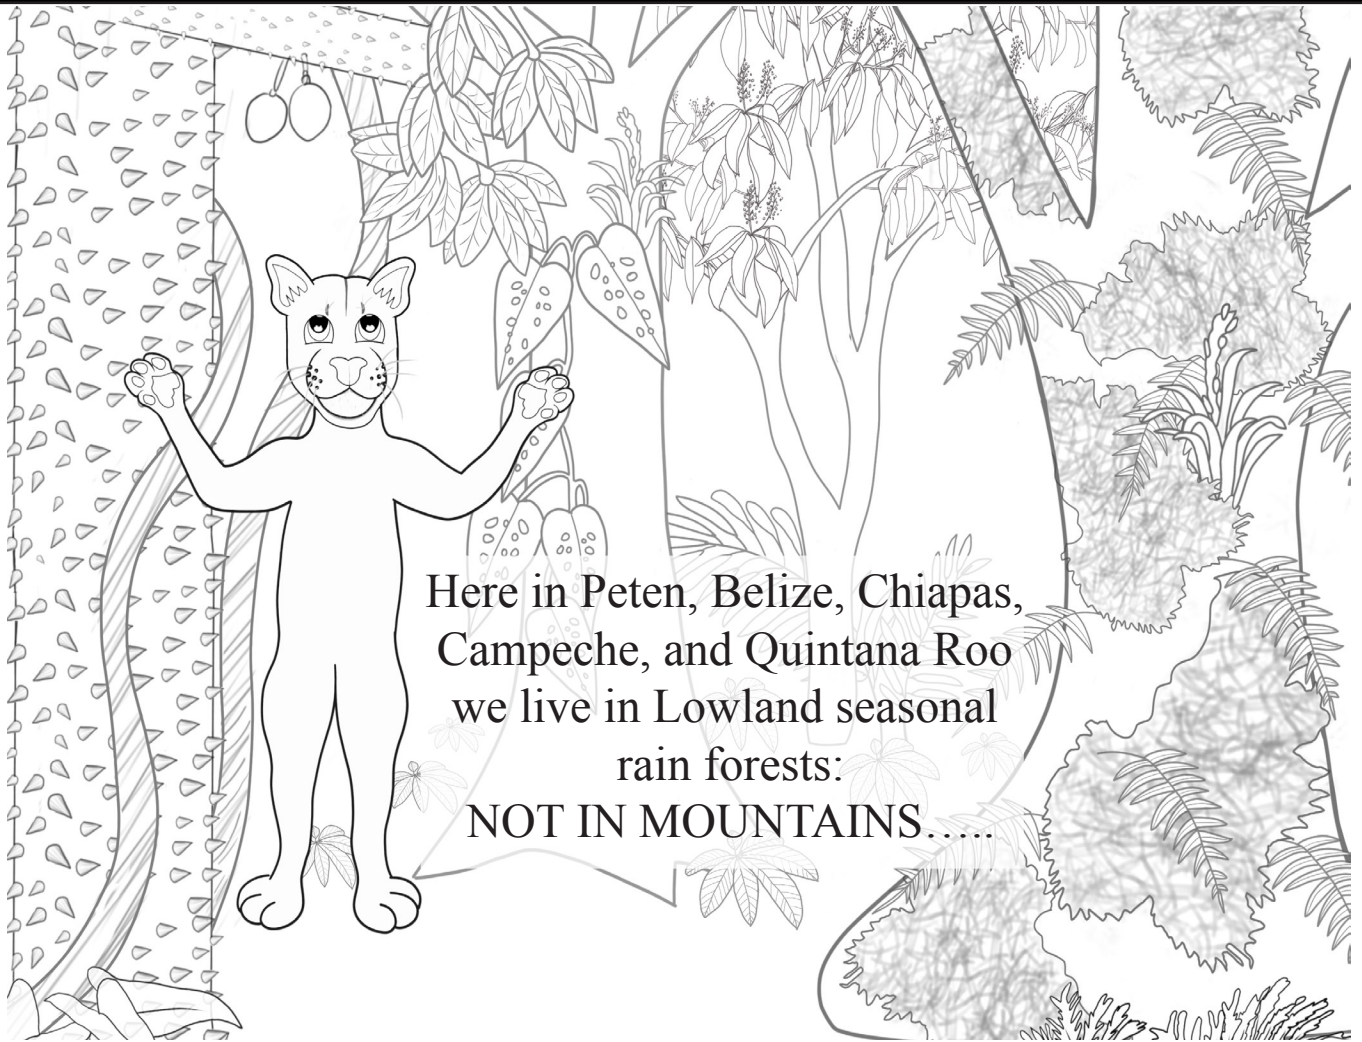 Here in Peten, Belize, Chiapas,
Campeche, and Quintana Roo
we live in Lowland seasonal
rain forests:
NOT IN MOUNTAINS…..